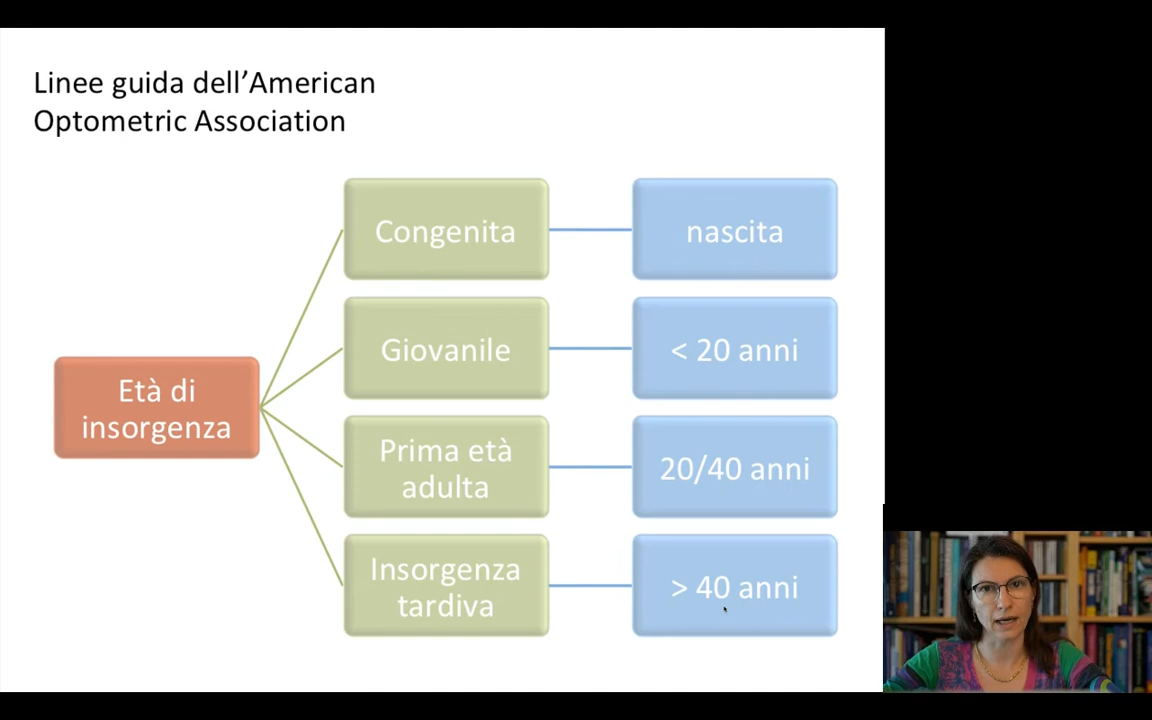 Linee guida dell’American
Optometric Association
Età di
insorgenza
Congenita
nascita
Giovanile
< 20 anni
Prima età
adulta
20/40 anni
Insorgenza
tardiva
> 40 anni